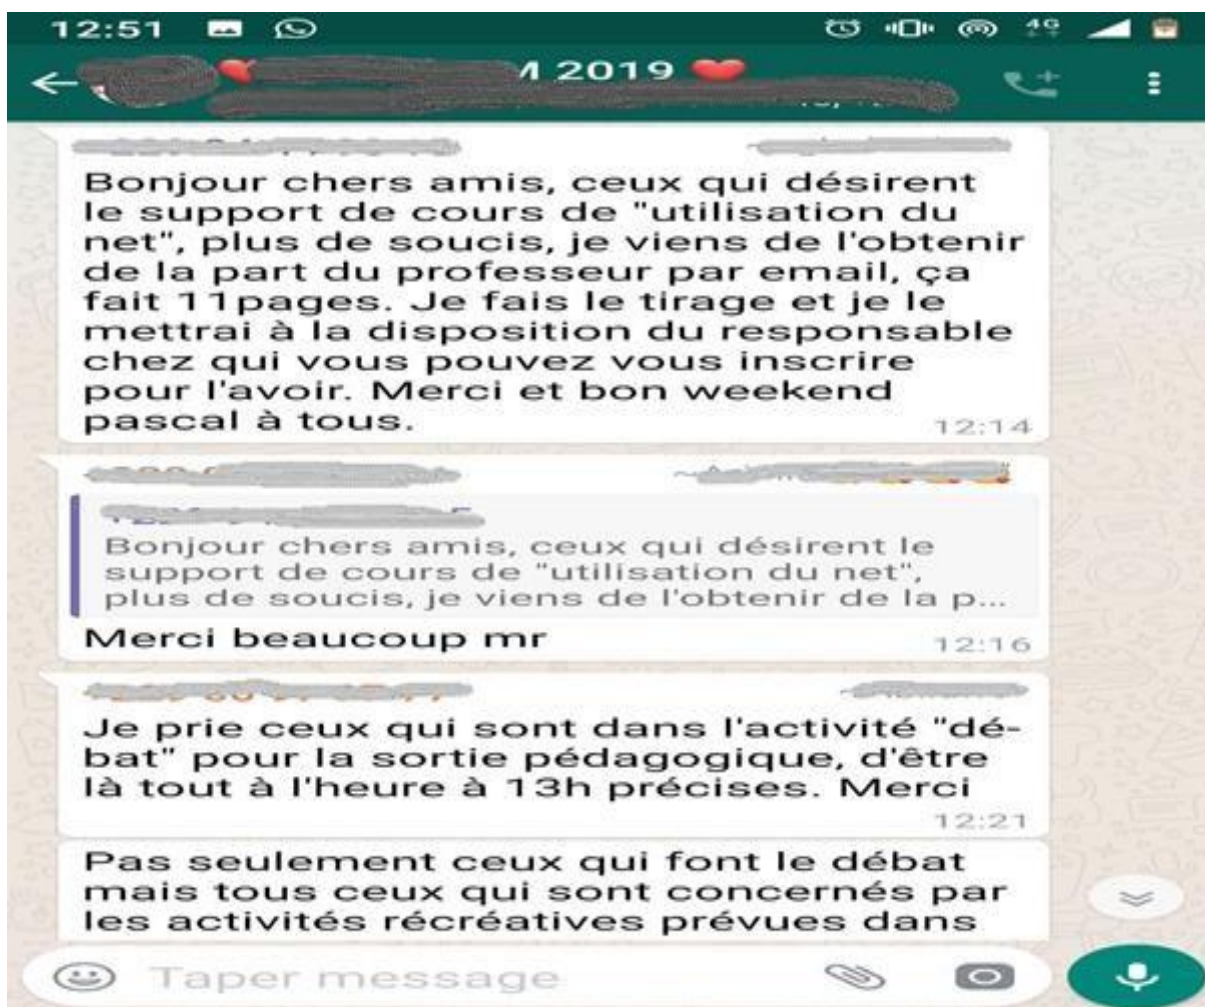 12:51
4G
2019
Bonjour chers amis, ceux qui désirent
le support de cours de "utilisation du
net", plus de soucis, je viens de l'obtenir
de la part du professeur par email, ça
fait 11pages. Je fais le tirage et je le
mettrai à la disposition du responsable
chez qui vous pouvez vous inscrire
pour l'avoir. Merci et bon weekend
pascal à tous.
12:14
Bonjour chers amis, ceux qui désirent le
support de cours de "utilisation du net",
plus de soucis, je viens de l'obtenir de la p...
Merci beaucoup mr
12:16
Je prie ceux qui sont dans l'activité "dé-
bat" pour la sortie pédagogique, d'être
là tout à l'heure à 13h précises. Merci
12:21
Pas seulement ceux qui font le débat
mais tous ceux qui sont concernés par
les activités récréatives prévues dans
Taper message